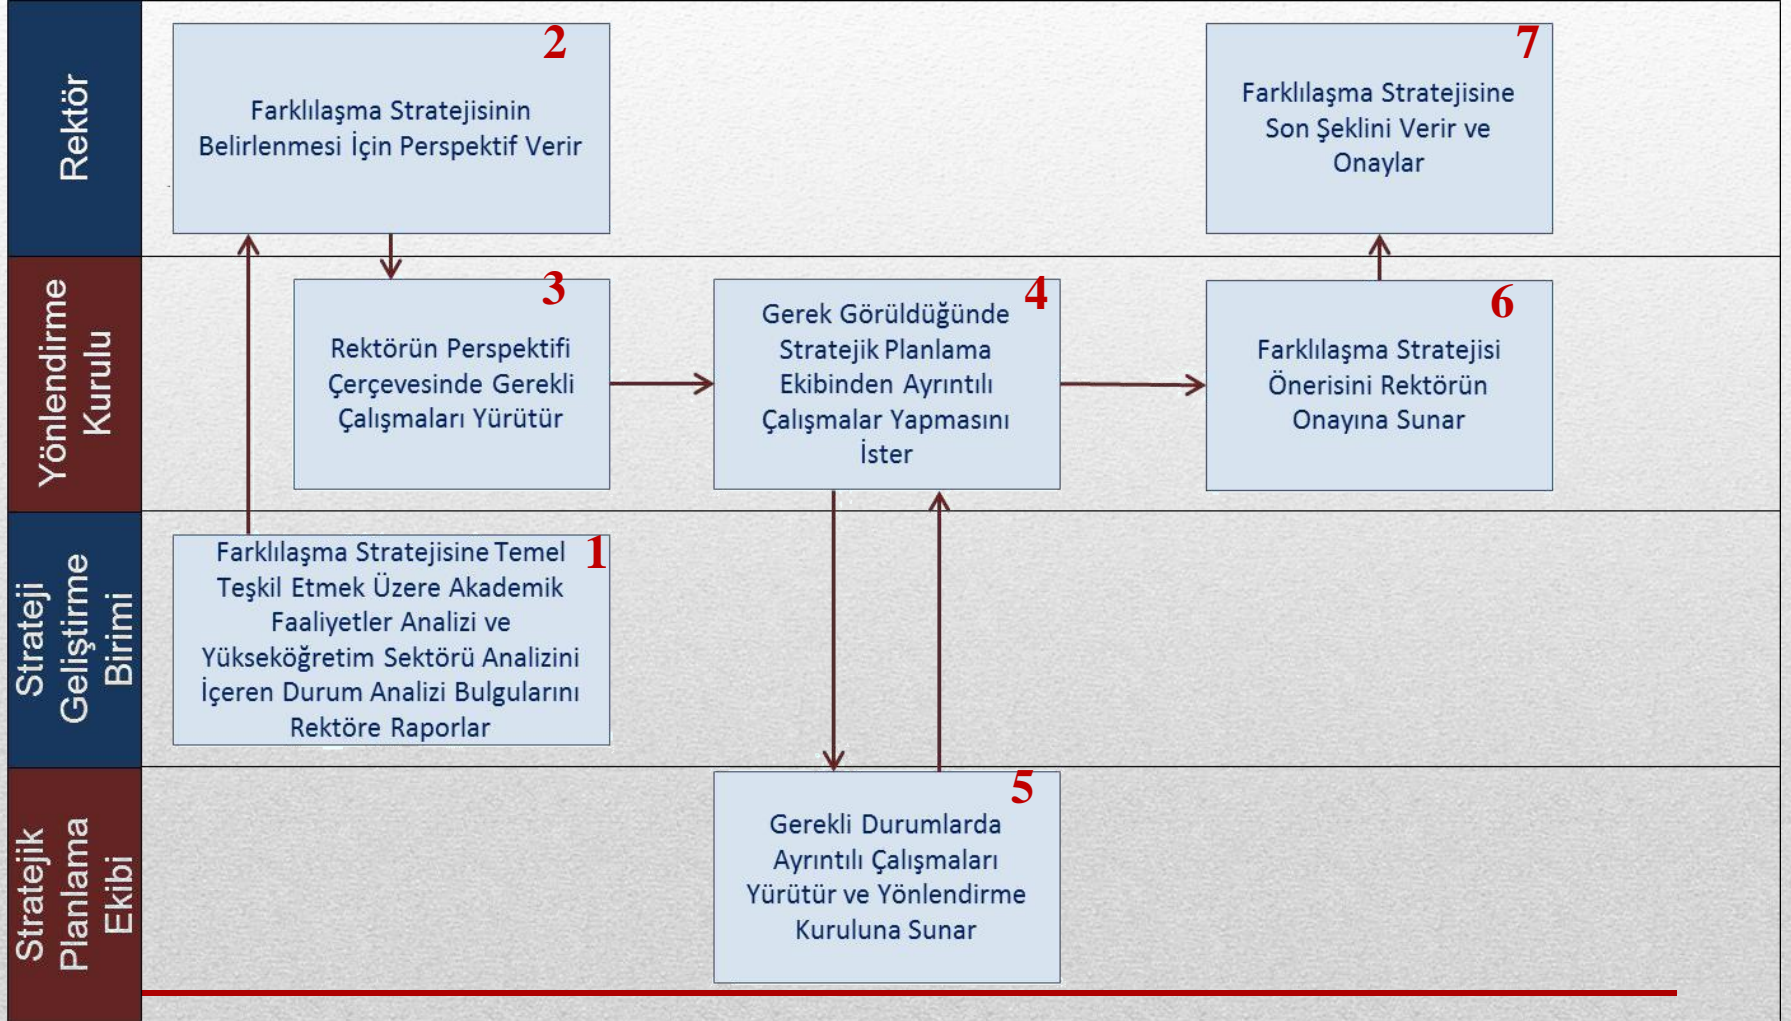 Rektör
2
Farklılaşma Stratejisinin
Belirlenmesi İçin Perspektif Verir
7
Farklılaşma Stratejisine
Son Şeklini Verir ve
Onaylar
Yönlendirme
Kurulu
3
Rektörün Perspektifi
Çerçevesinde Gerekli
Çalışmaları Yürütür
4
Gerek Görüldüğünde
Stratejik Planlama
Ekibinden Ayrıntılı
Çalışmalar Yapmasını
İster
6
Farklılaşma Stratejisi
Önerisini Rektörün
Onayına Sunar
Strateji
Geliştirme
Birimi
1
Farklılaşma Stratejisine Temel
Teşkil Etmek Üzere Akademik
Faaliyetler Analizi ve
Yükseköğretim Sektörü Analizini
İçeren Durum Analizi Bulgularını
Rektöre Raporlar
Stratejik
Planlama
Ekibi
5
Gerekli Durumlarda
Ayrıntılı Çalışmaları
Yürütür ve Yönlendirme
Kuruluna Sunar